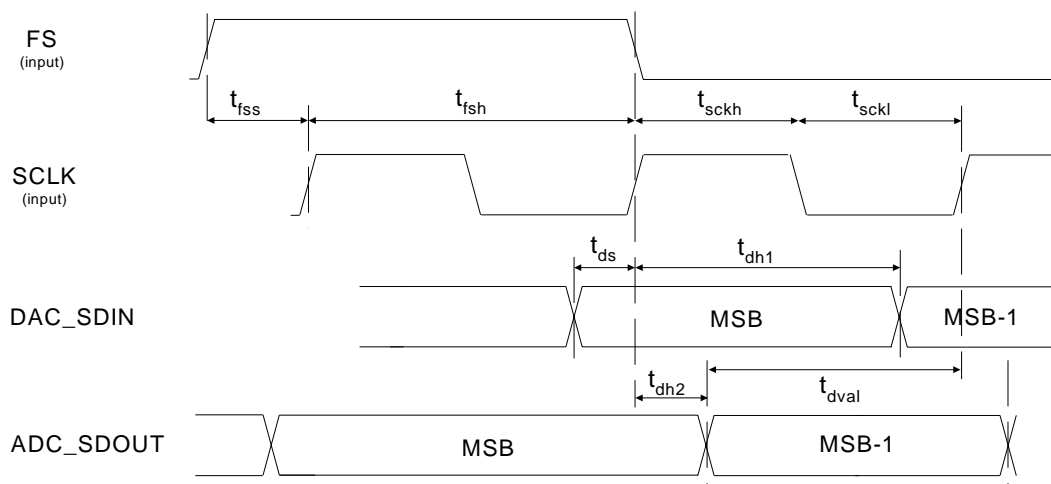 FS
(input)
tfss
tfsh
tsckh
tsckl
SCLK
(input)
tds
tdh1
DAC_SDIN
MSB
MSB-1
tdh2
tdval
ADC_SDOUT
MSB
MSB-1